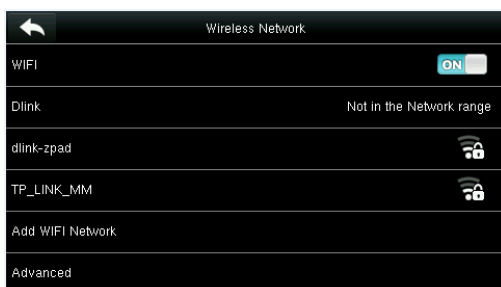 Wireless Network
WIFI ON
Dlink Not in the Network range
dlink-zpad
TP_LINK_MM
Add WIFI Network
Advanced